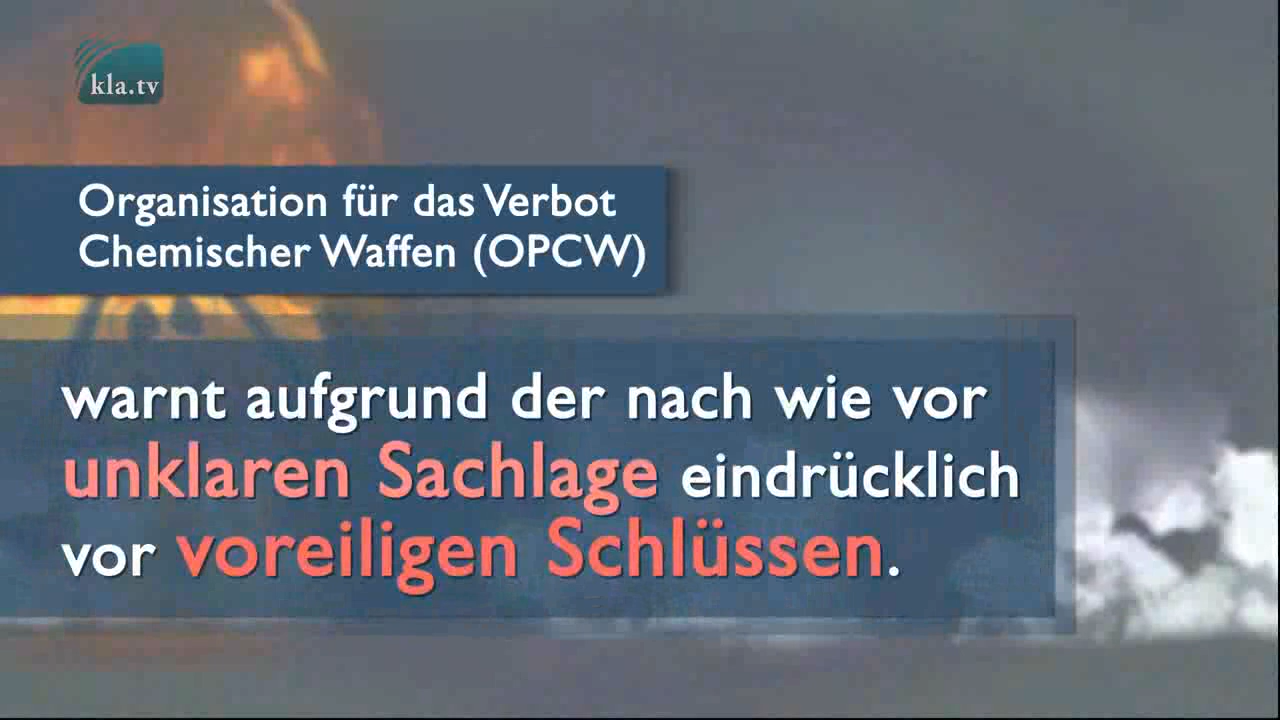 kla.tv
Organisation für das Verbot
Chemischer Waffen (OPCW)
warnt aufgrund der nach wie vor
unklaren Sachlage eindrücklich
vor voreiligen Schlüssen.